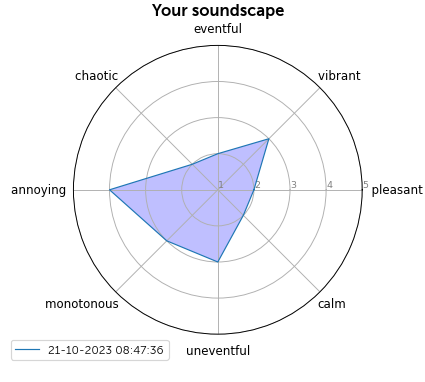 Your soundscape
eventful
chaotic vibrant
annoying 1 2 3 4 5 pleasant
monotonous calm
21-10-2023 08:47:36 uneventful